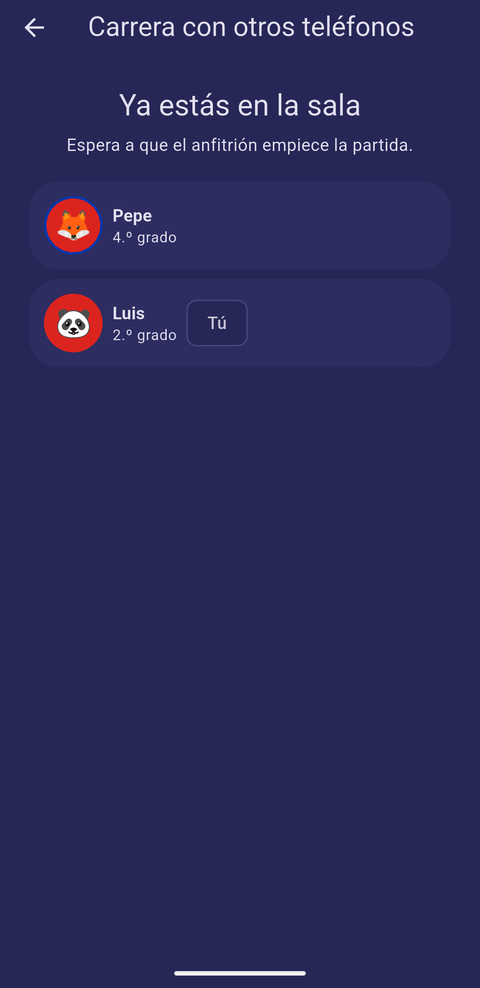 Carrera con otros teléfonos
Ya estás en la sala
Espera a que el anfitrión empiece la partida.
Pepe
4.º grado
Luis
2.º grado
Tú